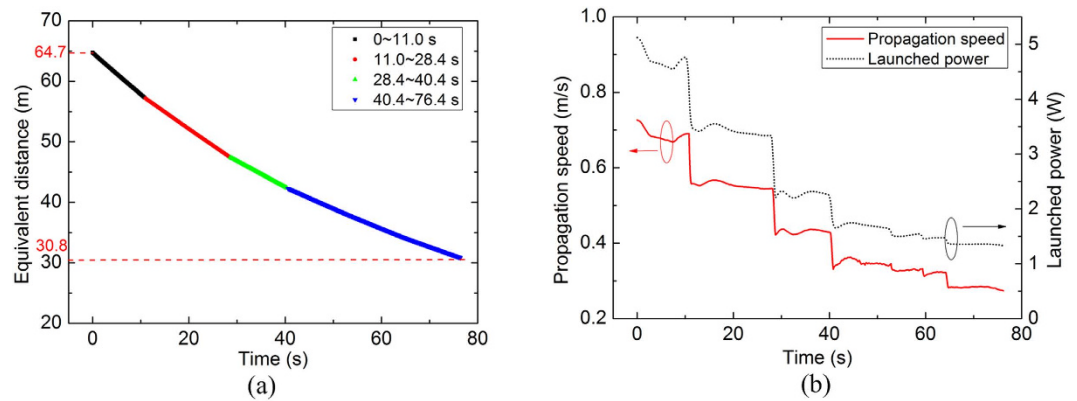 70
64.7
60
50
40
30.8
30
20
0
20
40
60
80
Equivalent distance (m)
Time (s)
0~11.0 s
11.0~28.4 s
28.4~40.4 s
40.4~76.4 s
(a)
1.0
0.8
0.6
0.4
0.2
0
20
40
60
80
5
4
3
2
1
0
Propagation speed (m/s)
Launched power (W)
Time (s)
Propagation speed
Launched power
(b)